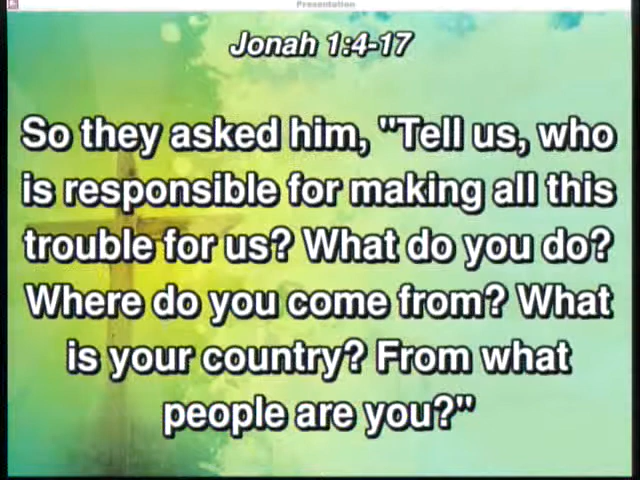 Presentation
Jonah 1:4-17
So they asked him, "Tell us, who
is responsible for making all this
trouble for us? What do you do?
Where do you come from? What
is your country? From what
people are you?"